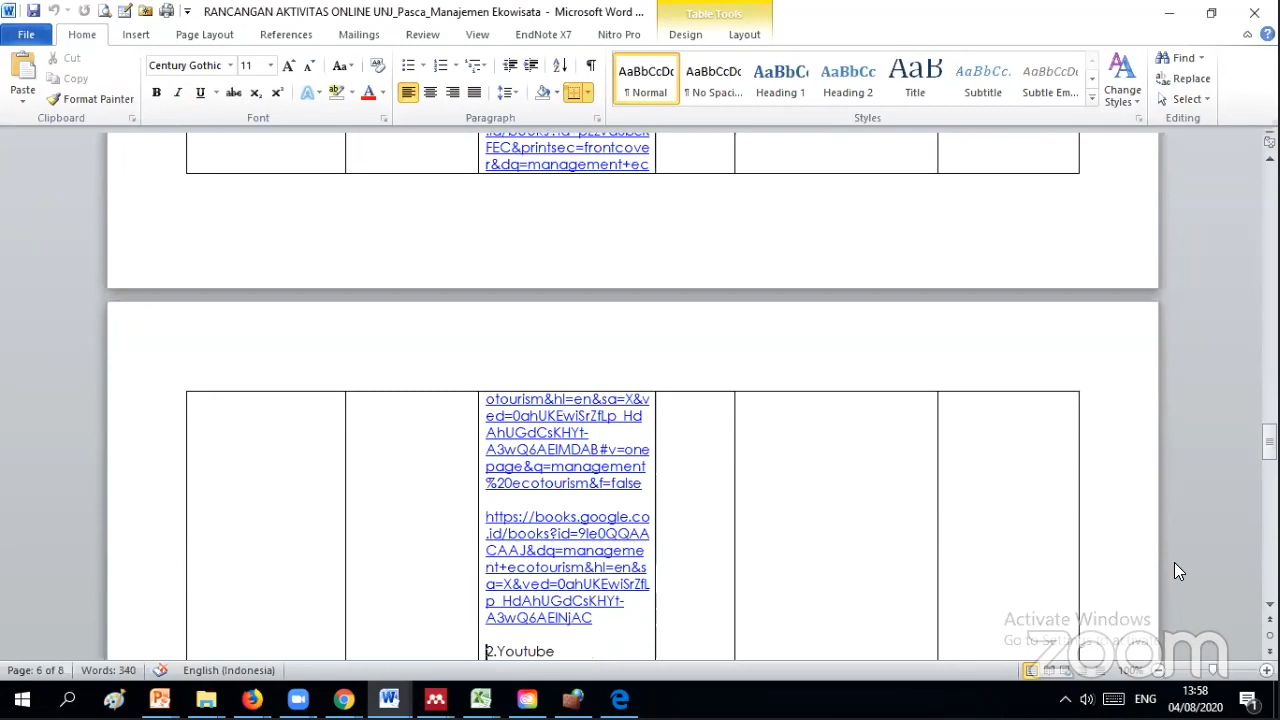 RANCANGAN AKTIVITAS ONLINE UNJ_Pasca_Manajemen Ekowisata - Microsoft Word ...
Table Tools
File Home Insert Page Layout References Mailings Review View EndNote X7 Nitro Pro Design Layout
Cut
Copy
Format Painter
Paste
Clipboard
Century Gothic 11
Font
Paragraph
AaBbCcDc AaBbCcDc AaBbCc AaBbCc AaB AaBbCc. AaBbCcDc
¶ Normal ¶ No Spaci... Heading 1 Heading 2 Title Subtitle Subtle Em...
Change
Styles
Styles
Find
Replace
Select
Editing
FEC&printsec=frontcove
r&dq=management+ec
otourism&hl=en&sa=X&v
ed=0ahUKEwiSrZfLp_Hd
AhUGdCsKHYt-
A3wQ6AEIMDAB#v=one
page&q=management
%20ecotourism&f=false
https://books.google.co
.id/books?id=9Ie0QQAA
CAAJ&dq=manageme
nt+ecotourism&hl=en&s
a=X&ved=0ahUKEwiSrZfL
p_HdAhUGdCsKHYt-
A3wQ6AEINjAC
2.Youtube
Activate Windows
zoom
Page: 6 of 8 Words: 340 English (Indonesia) 100%
ENG
13:58
04/08/2020